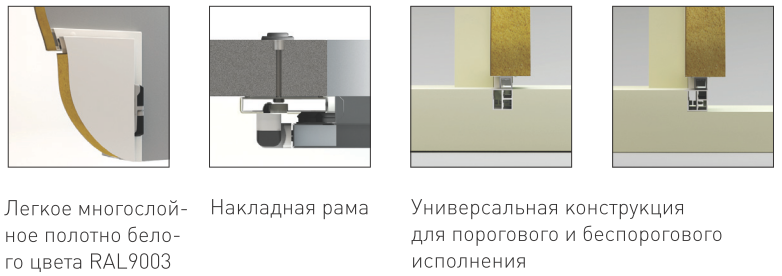 Легкое многослой-
ное полотно бело-
го цвета RAL9003
Накладная рама
Универсальная конструкция
для порогового и беспорогового
исполнения